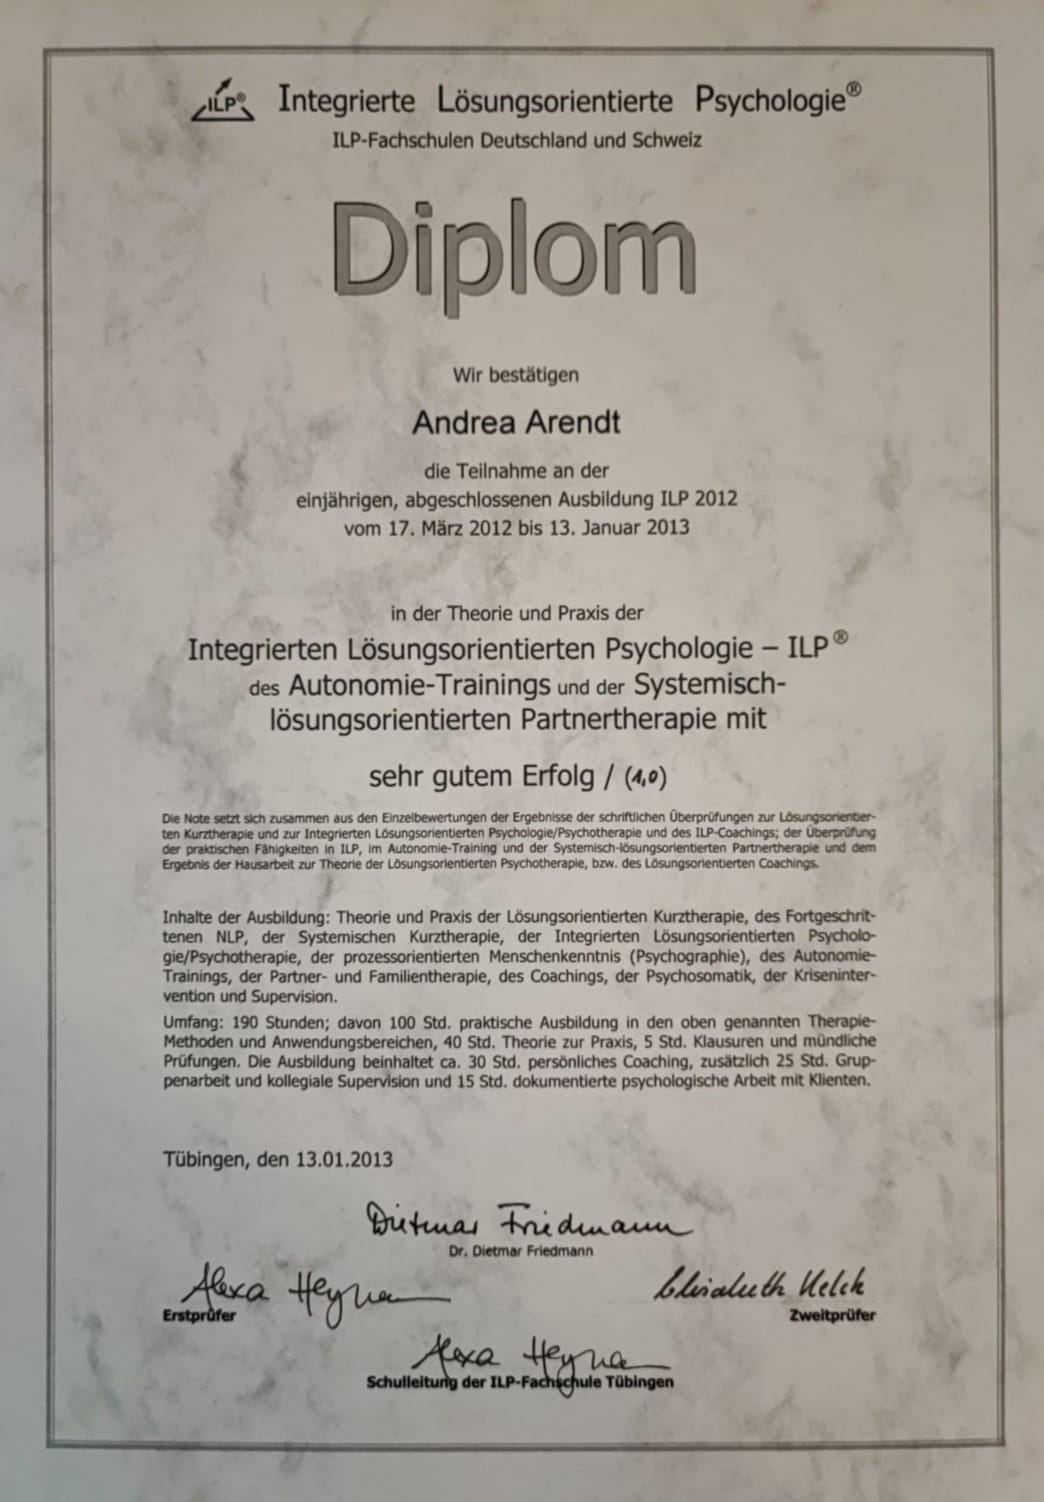 ILP® Integrierte Lösungsorientierte Psychologie®
ILP-Fachschulen Deutschland und Schweiz
Diplom
Wir bestätigen
Andrea Arendt
die Teilnahme an der
einjährigen, abgeschlossenen Ausbildung ILP 2012
vom 17. März 2012 bis 13. Januar 2013
in der Theorie und Praxis der
Integrierten Lösungsorientierten Psychologie – ILP®
des Autonomie-Trainings und der Systemisch-
lösungsorientierten Partnertherapie mit
sehr gutem Erfolg / (1,0)
Die Note setzt sich zusammen aus den Einzelbewertungen der Ergebnisse der schriftlichen Überprüfungen zur Lösungsorientier-
ten Kurztherapie und zur Integrierten Lösungsorientierten Psychologie/Psychotherapie und des ILP-Coachings; der Überprüfung
der praktischen Fähigkeiten in ILP, im Autonomie-Training und der Systemisch-lösungsorientierten Partnertherapie und dem
Ergebnis der Hausarbeit zur Theorie der Lösungsorientierten Psychotherapie, bzw. des Lösungsorientierten Coachings.
Inhalte der Ausbildung: Theorie und Praxis der Lösungsorientierten Kurztherapie, des Fortgeschrit-
tenen NLP, der Systemischen Kurztherapie, der Integrierten Lösungsorientierten Psycholo-
gie/Psychotherapie, der prozessorientierten Menschenkenntnis (Psychographie), des Autonomie-
Trainings, der Partner- und Familientherapie, des Coachings, der Psychosomatik, der Kriseninter-
vention und Supervision.
Umfang: 190 Stunden; davon 100 Std. praktische Ausbildung in den oben genannten Therapie-
Methoden und Anwendungsbereichen, 40 Std. Theorie zur Praxis, 5 Std. Klausuren und mündliche
Prüfungen. Die Ausbildung beinhaltet ca. 30 Std. persönliches Coaching, zusätzlich 25 Std. Grup-
penarbeit und kollegiale Supervision und 15 Std. dokumentierte psychologische Arbeit mit Klienten.
Tübingen, den 13.01.2013
Dietmar Friedmann
Dr. Dietmar Friedmann
Alexa Heyna
Erstprüfer
Elisabeth
Zweitprüfer
Alexa Heyna
Schulleitung der ILP-Fachschule Tübingen